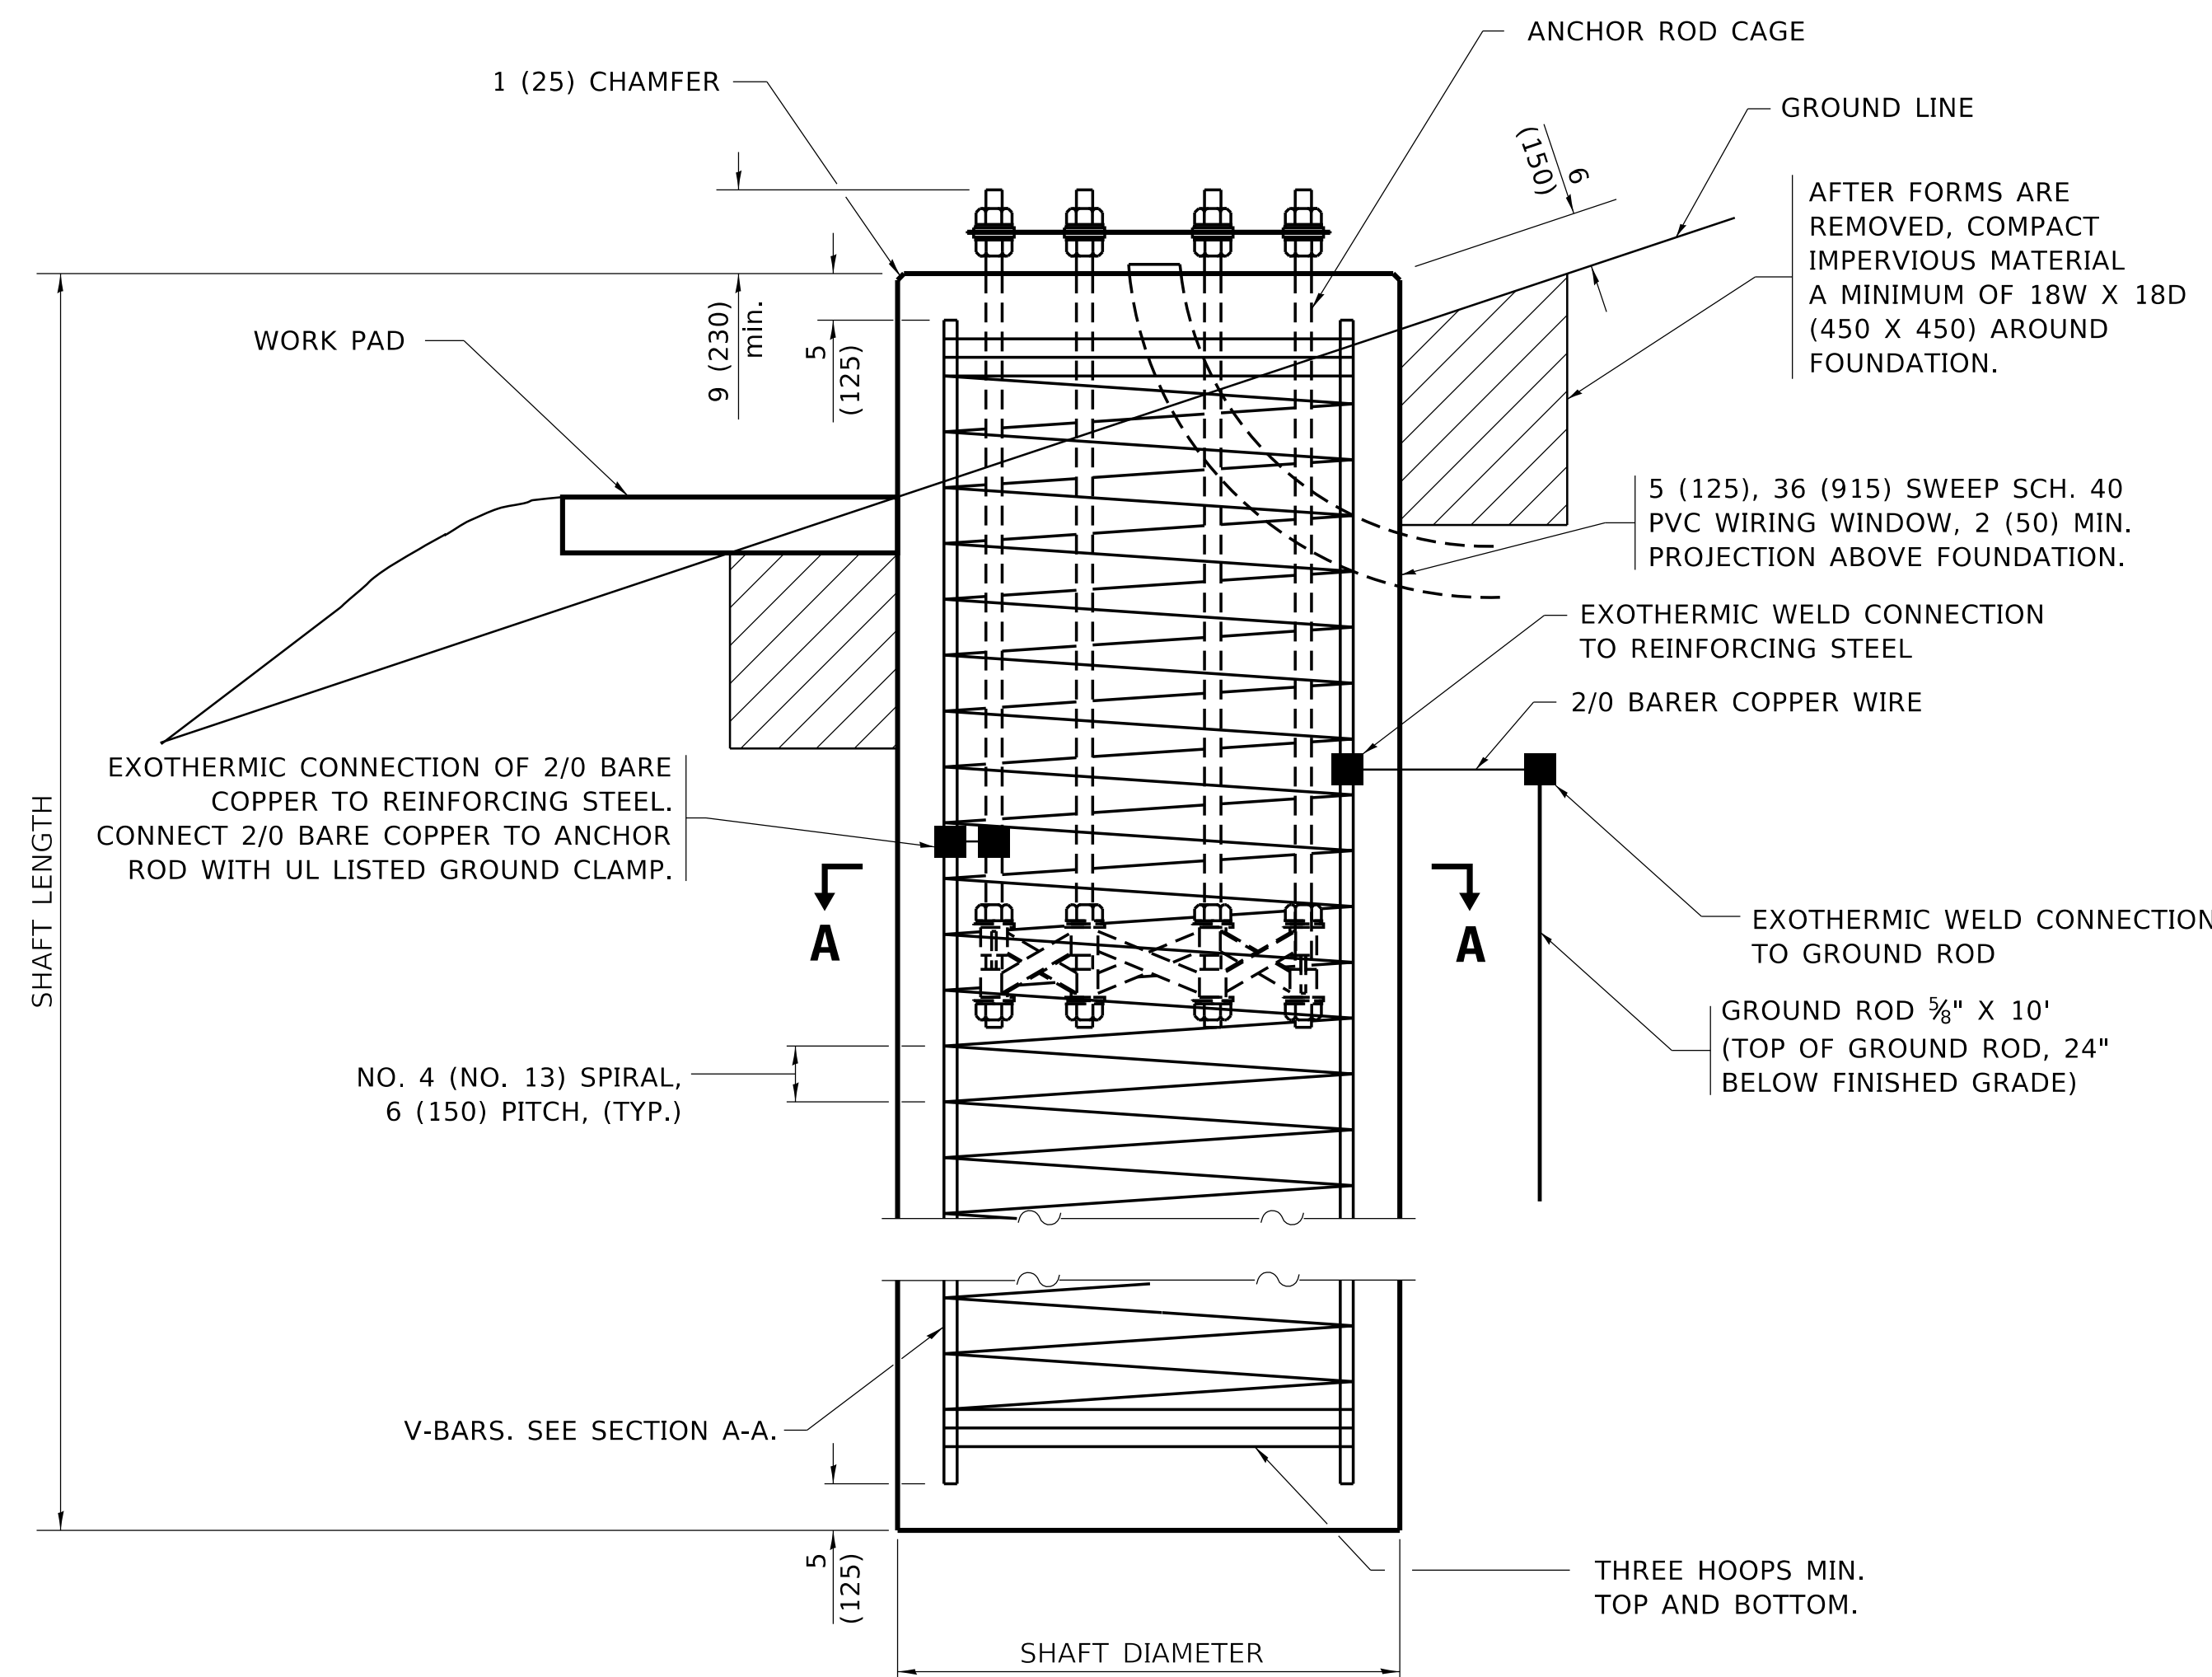 ANCHOR ROD CAGE
1 (25) CHAMFER
GROUND LINE
6
(150)
AFTER FORMS ARE
REMOVED, COMPACT
IMPERVIOUS MATERIAL
A MINIMUM OF 18W X 18D
(450 X 450) AROUND
FOUNDATION.
WORK PAD
9 (230)
min.
5
(125)
5 (125), 36 (915) SWEEP SCH. 40
PVC WIRING WINDOW, 2 (50) MIN.
PROJECTION ABOVE FOUNDATION.
EXOTHERMIC WELD CONNECTION
TO REINFORCING STEEL
2/0 BARER COPPER WIRE
EXOTHERMIC CONNECTION OF 2/0 BARE
COPPER TO REINFORCING STEEL.
CONNECT 2/0 BARE COPPER TO ANCHOR
ROD WITH UL LISTED GROUND CLAMP.
SHAFT LENGTH
A
A
EXOTHERMIC WELD CONNECTION
TO GROUND ROD
GROUND ROD ⅝" X 10'
(TOP OF GROUND ROD, 24"
BELOW FINISHED GRADE)
NO. 4 (NO. 13) SPIRAL,
6 (150) PITCH, (TYP.)
V-BARS. SEE SECTION A-A.
5
(125)
THREE HOOPS MIN.
TOP AND BOTTOM.
SHAFT DIAMETER